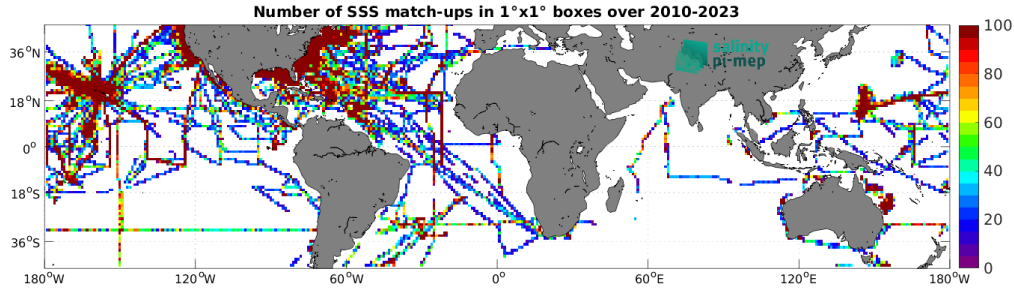 Number of SSS match-ups in 1°x1° boxes over 2010-2023
36°N
18°N
0°
18°S
36°S
180°W
120°W
60°W
0°
60°E
120°E
180°W
salinity
pi-mep
100
80
60
40
20
0